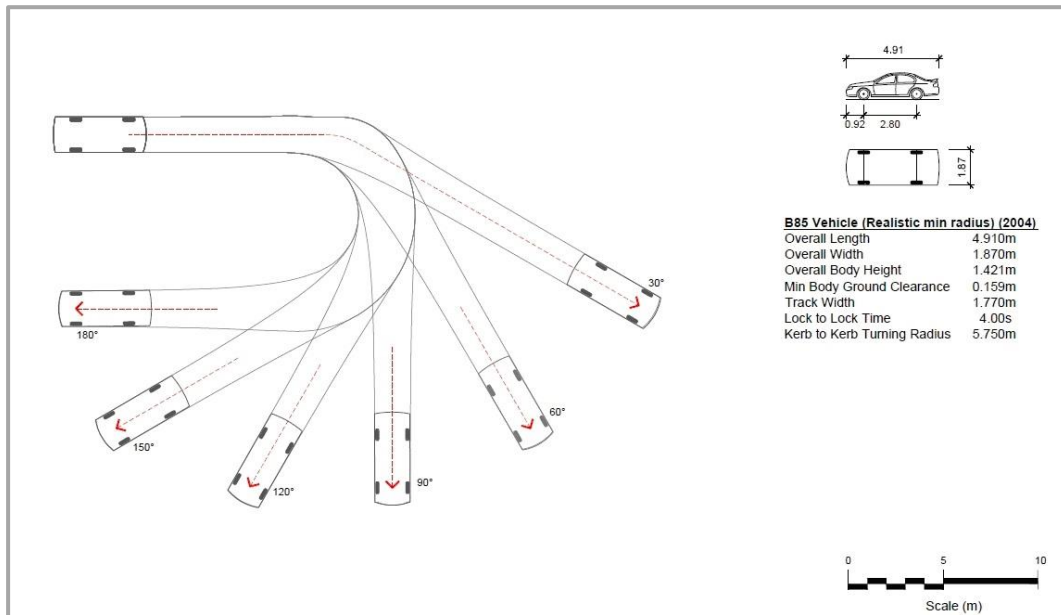 4.91
0.92 2.80
1.87
B85 Vehicle (Realistic min radius) (2004)
Overall Length 4.910m
Overall Width 1.870m
Overall Body Height 1.421m
Min Body Ground Clearance 0.159m
Track Width 1.770m
Lock to Lock Time 4.00s
Kerb to Kerb Turning Radius 5.750m
30°
180°
60°
150°
120°
90°
0 5 10
Scale (m)